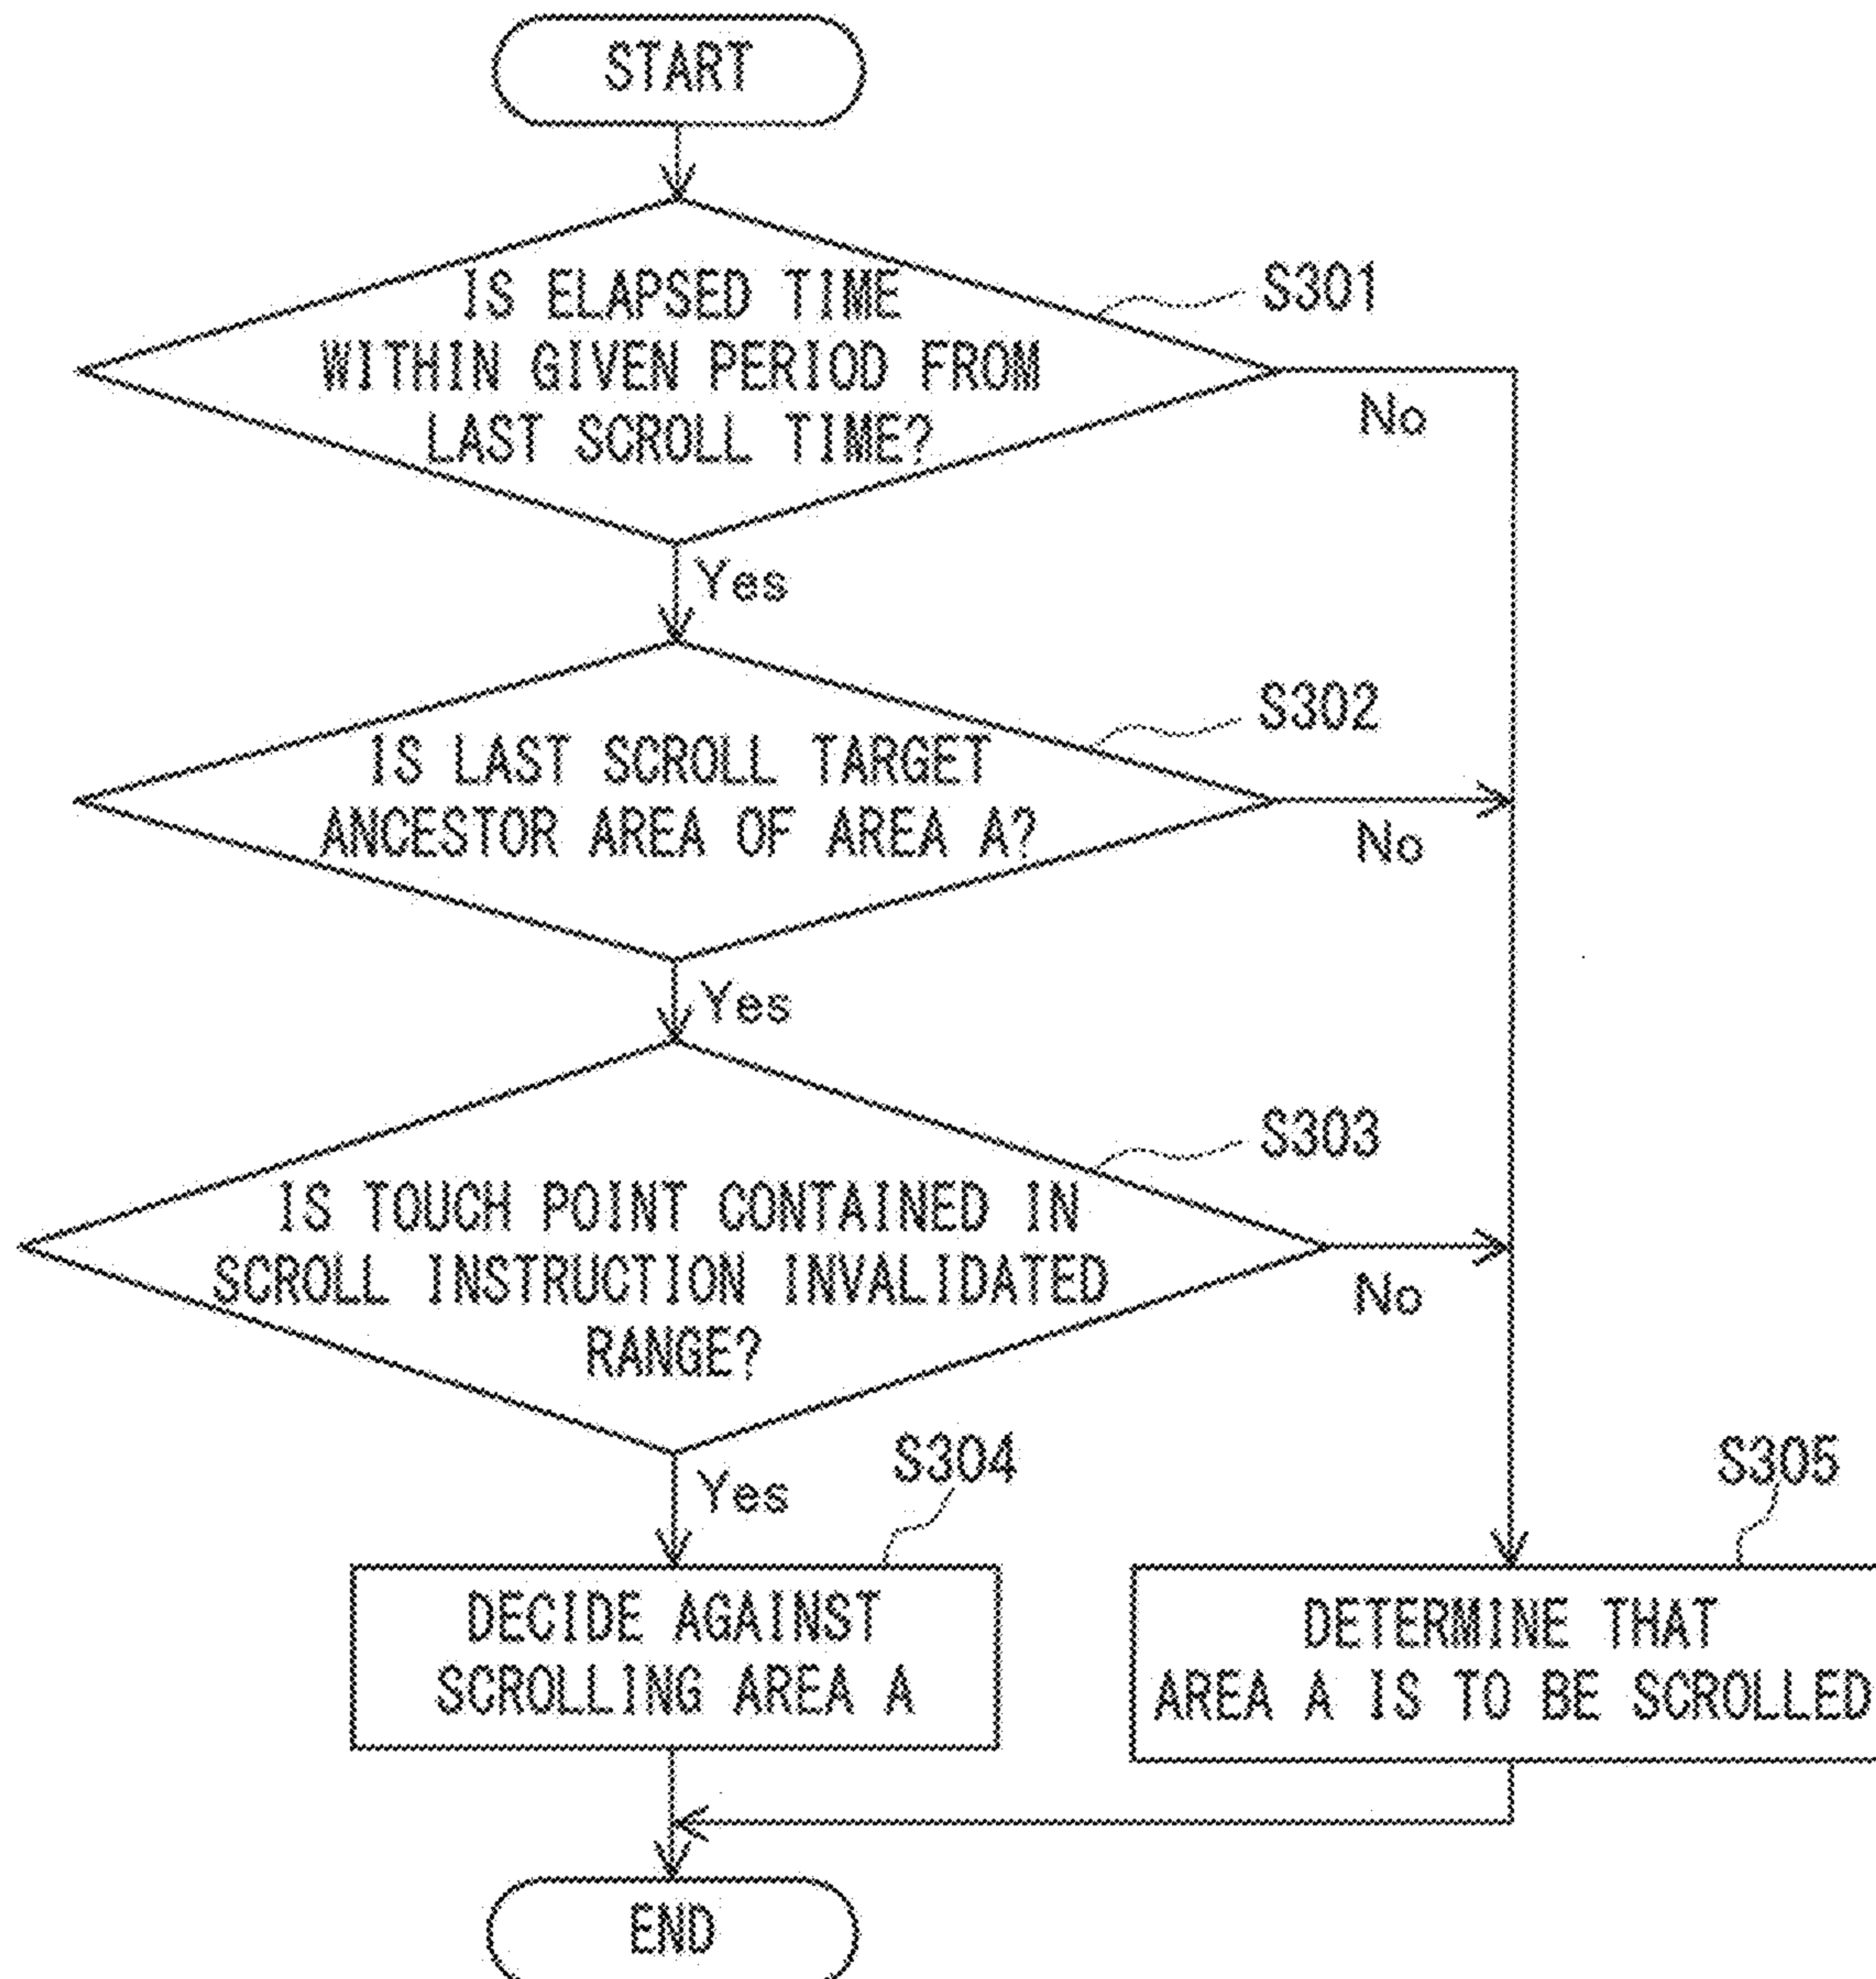 START
IS ELAPSED TIME
WITHIN GIVEN PERIOD FROM
LAST SCROLL TIME?
S301
No
Yes
IS LAST SCROLL TARGET
ANCESTOR AREA OF AREA A?
S302
No
Yes
IS TOUCH POINT CONTAINED IN
SCROLL INSTRUCTION INVALIDATED
RANGE?
S303
No
Yes
S304
DECIDE AGAINST
SCROLLING AREA A
S305
DETERMINE THAT
AREA A IS TO BE SCROLLED
END